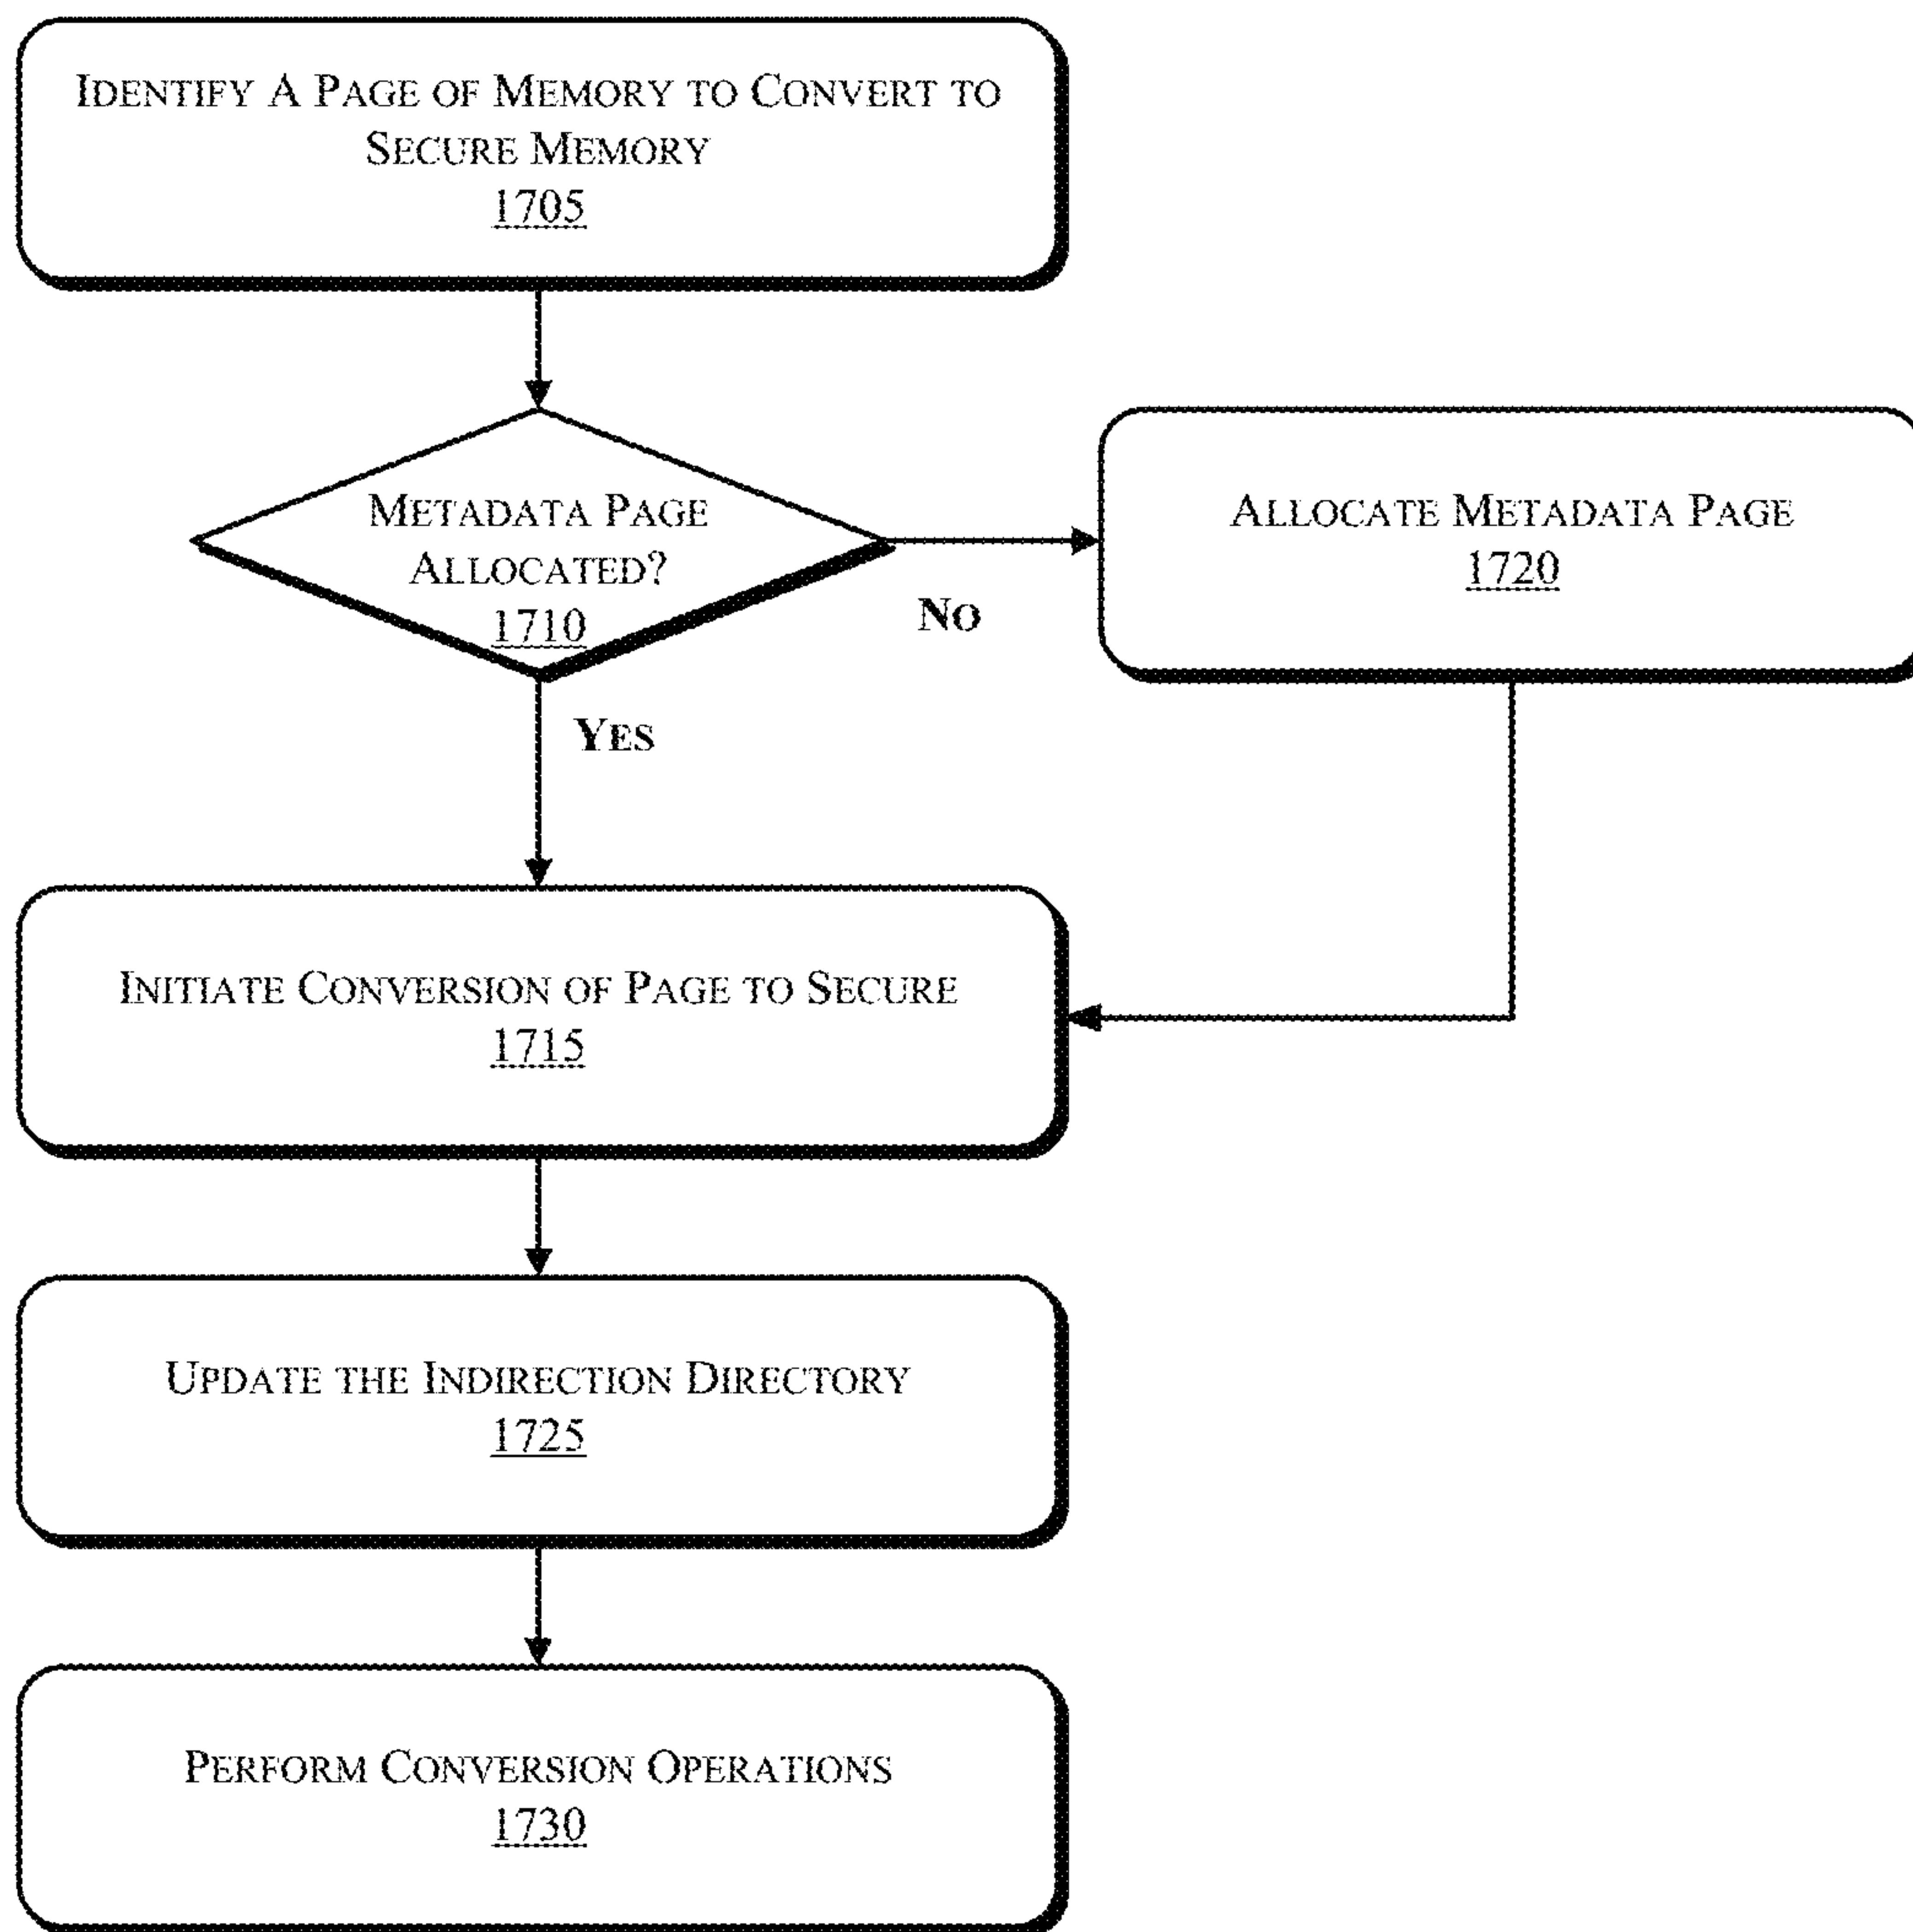 IDENTIFY A PAGE OF MEMORY TO CONVERT TO
SECURE MEMORY
1705
METADATA PAGE
ALLOCATED?
1710
NO
ALLOCATE METADATA PAGE
1720
YES
INITIATE CONVERSION OF PAGE TO SECURE
1715
UPDATE THE INDIRECTION DIRECTORY
1725
PERFORM CONVERSION OPERATIONS
1730